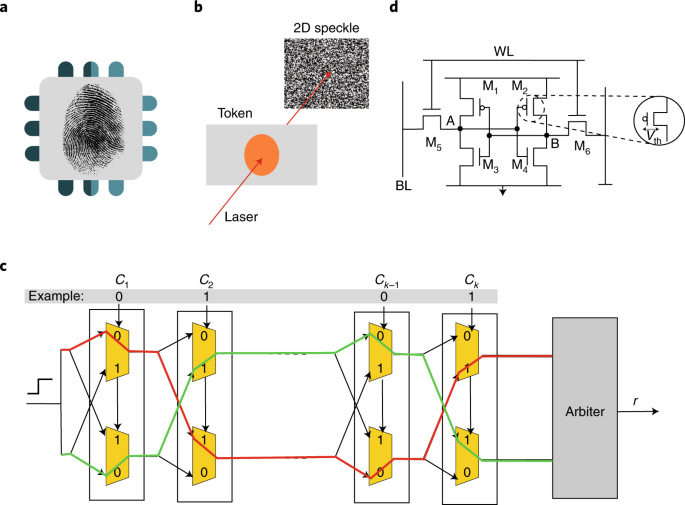 a
b
2D speckle
Token
Laser
d
WL
M1 M2
A
B
M5
M3 M4
M6
BL
Vth
c
C1 C2 Ck–1 Ck
Example: 0 1 0 1
0 0 0 0
1 1 1 1
1 1 1 1
0 0 0 0
Arbiter
r